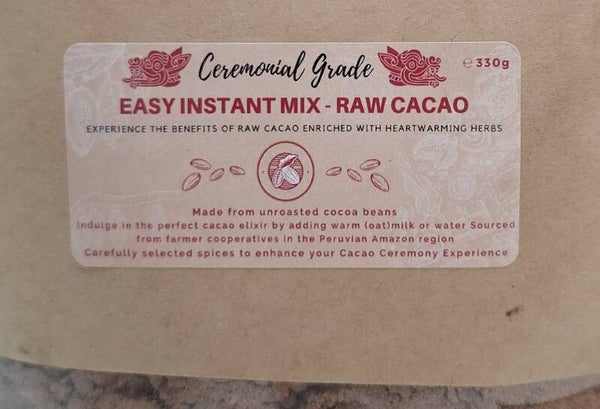 Ceremonial Grade
℮ 330g
EASY INSTANT MIX - RAW CACAO
EXPERIENCE THE BENEFITS OF RAW CACAO ENRICHED WITH HEARTWARMING HERBS
Made from unroasted cocoa beans
Indulge in the perfect cacao elixir by adding warm (oat)milk or water Sourced
from farmer cooperatives in the Peruvian Amazon region
Carefully selected spices to enhance your Cacao Ceremony Experience